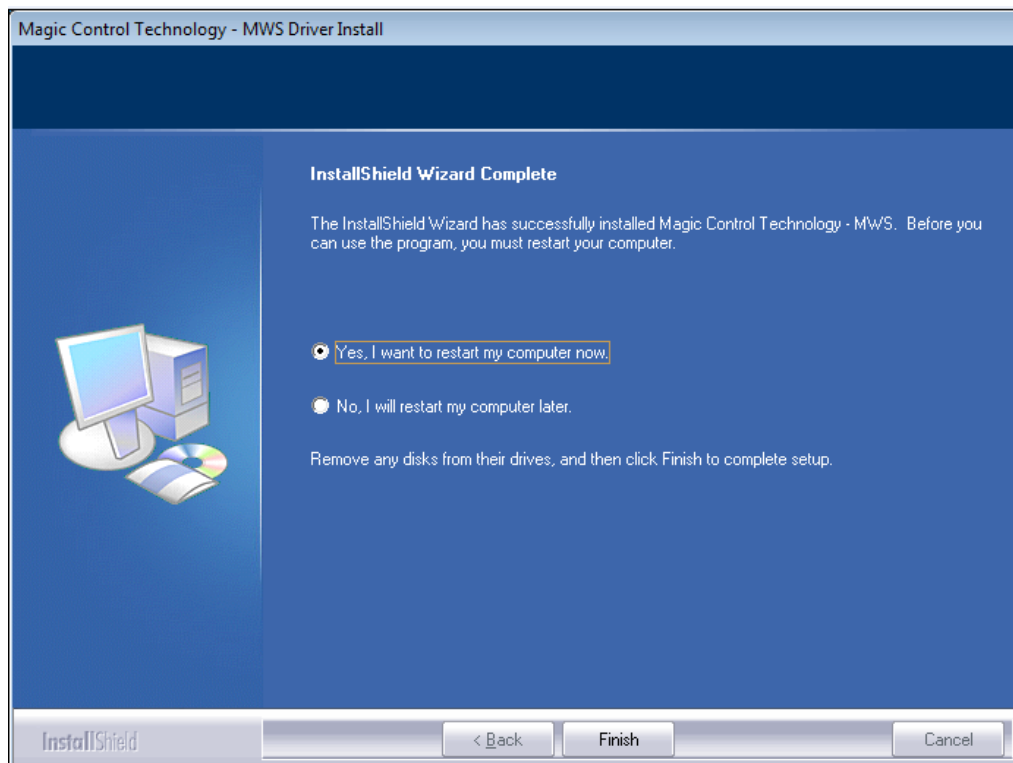 Magic Control Technology - MWS Driver Install
InstallShield Wizard Complete
The InstallShield Wizard has successfully installed Magic Control Technology - MWS. Before you
can use the program, you must restart your computer.
Yes, I want to restart my computer now.
No, I will restart my computer later.
Remove any disks from their drives, and then click Finish to complete setup.
InstallShield
< Back
Finish
Cancel